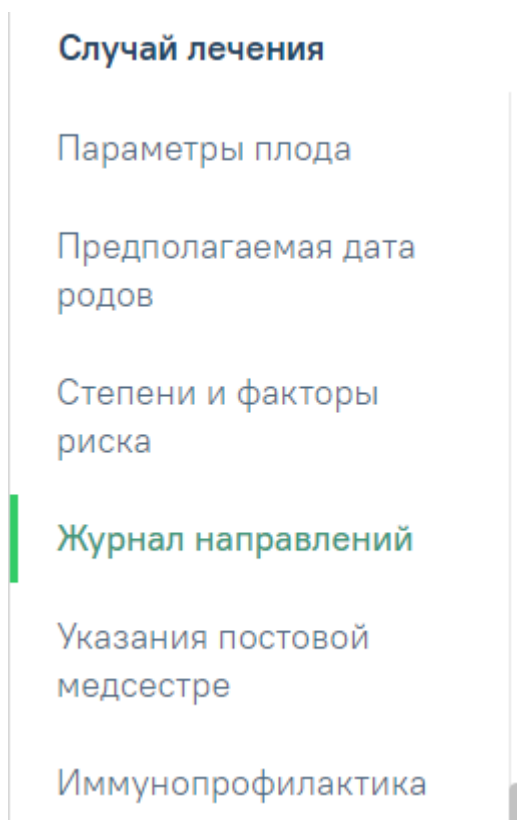 Случай лечения
Параметры плода
Предполагаемая дата
родов
Степени и факторы
риска
Журнал направлений
Указания постовой
медсестре
Иммунопрофилактика